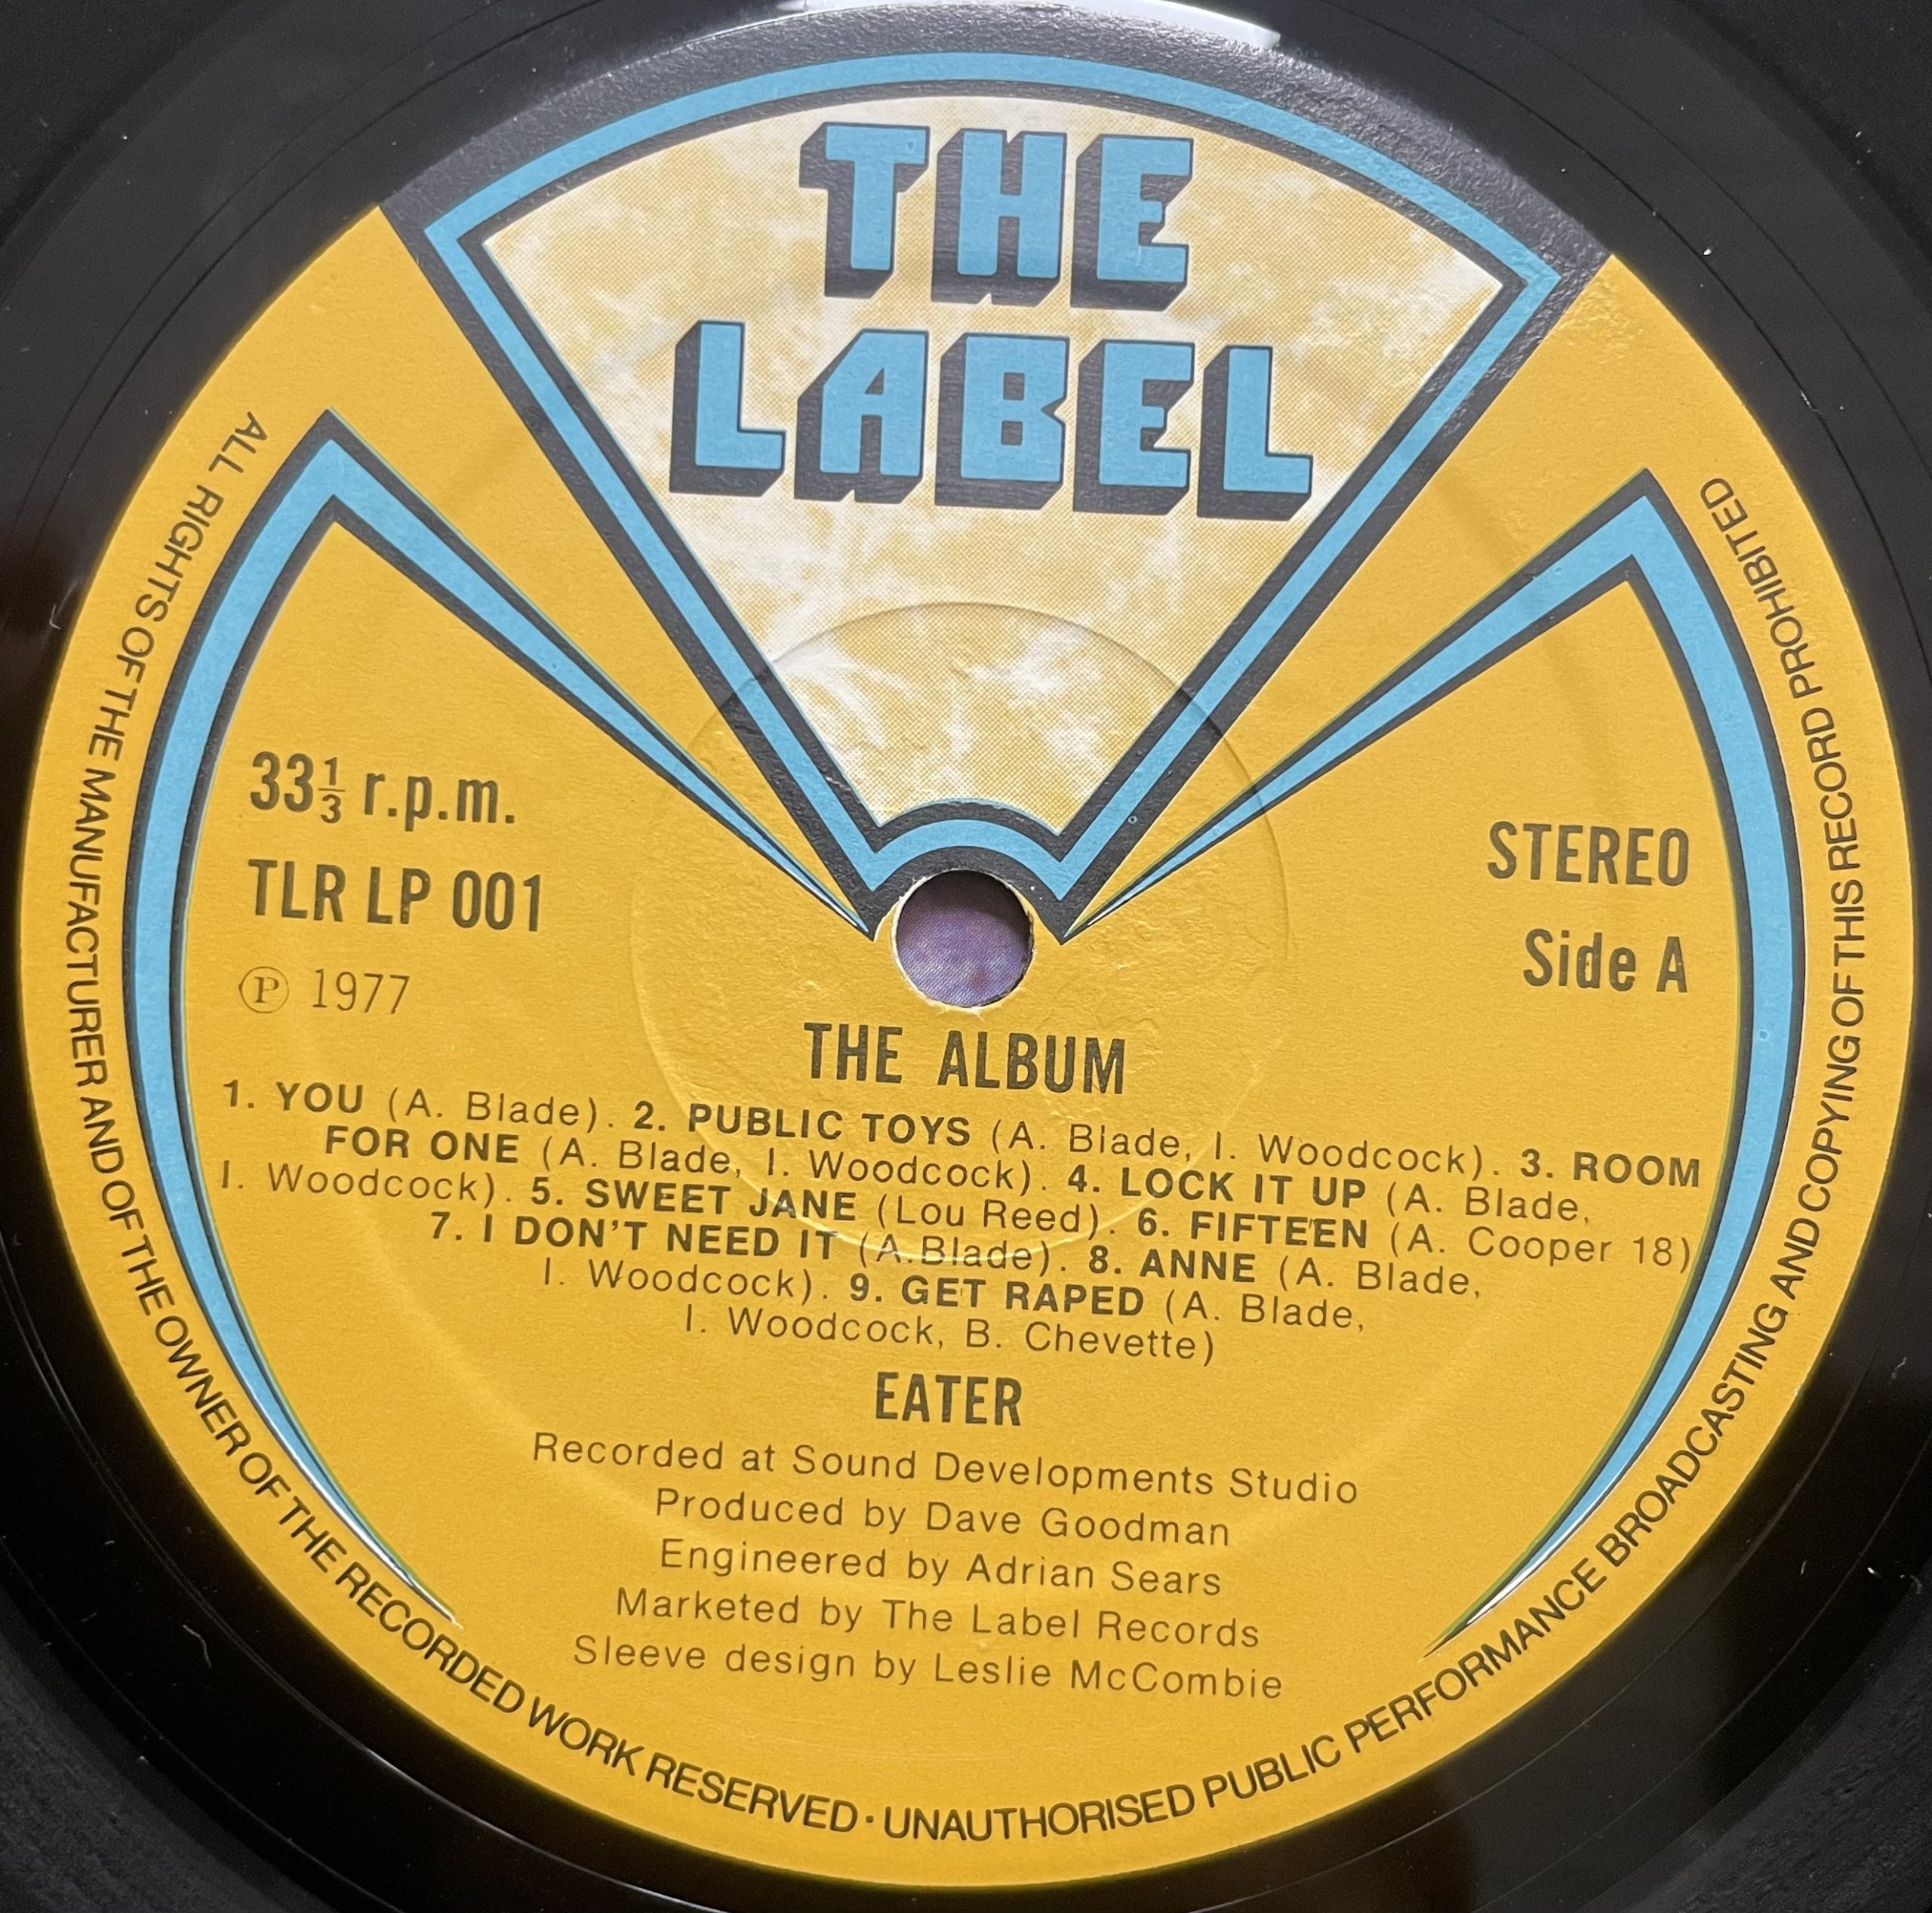 THE
LABEL
33⅓ r.p.m.
TLR LP 001
Ⓟ 1977
STEREO
Side A
THE ALBUM
1. YOU (A. Blade). 2. PUBLIC TOYS (A. Blade, I. Woodcock). 3. ROOM
FOR ONE (A. Blade, I. Woodcock). 4. LOCK IT UP (A. Blade,
I. Woodcock). 5. SWEET JANE (Lou Reed). 6. FIFTEEN (A. Cooper 18)
7. I DON'T NEED IT (A.Blade). 8. ANNE (A. Blade,
I. Woodcock). 9. GET RAPED (A. Blade,
I. Woodcock, B. Chevette)
EATER
Recorded at Sound Developments Studio
Produced by Dave Goodman
Engineered by Adrian Sears
Marketed by The Label Records
Sleeve design by Leslie McCombie
ALL RIGHTS OF THE MANUFACTURER AND OF THE OWNER OF THE RECORDED WORK RESERVED · UNAUTHORISED PUBLIC PERFORMANCE BROADCASTING AND COPYING OF THIS RECORD PROHIBITED